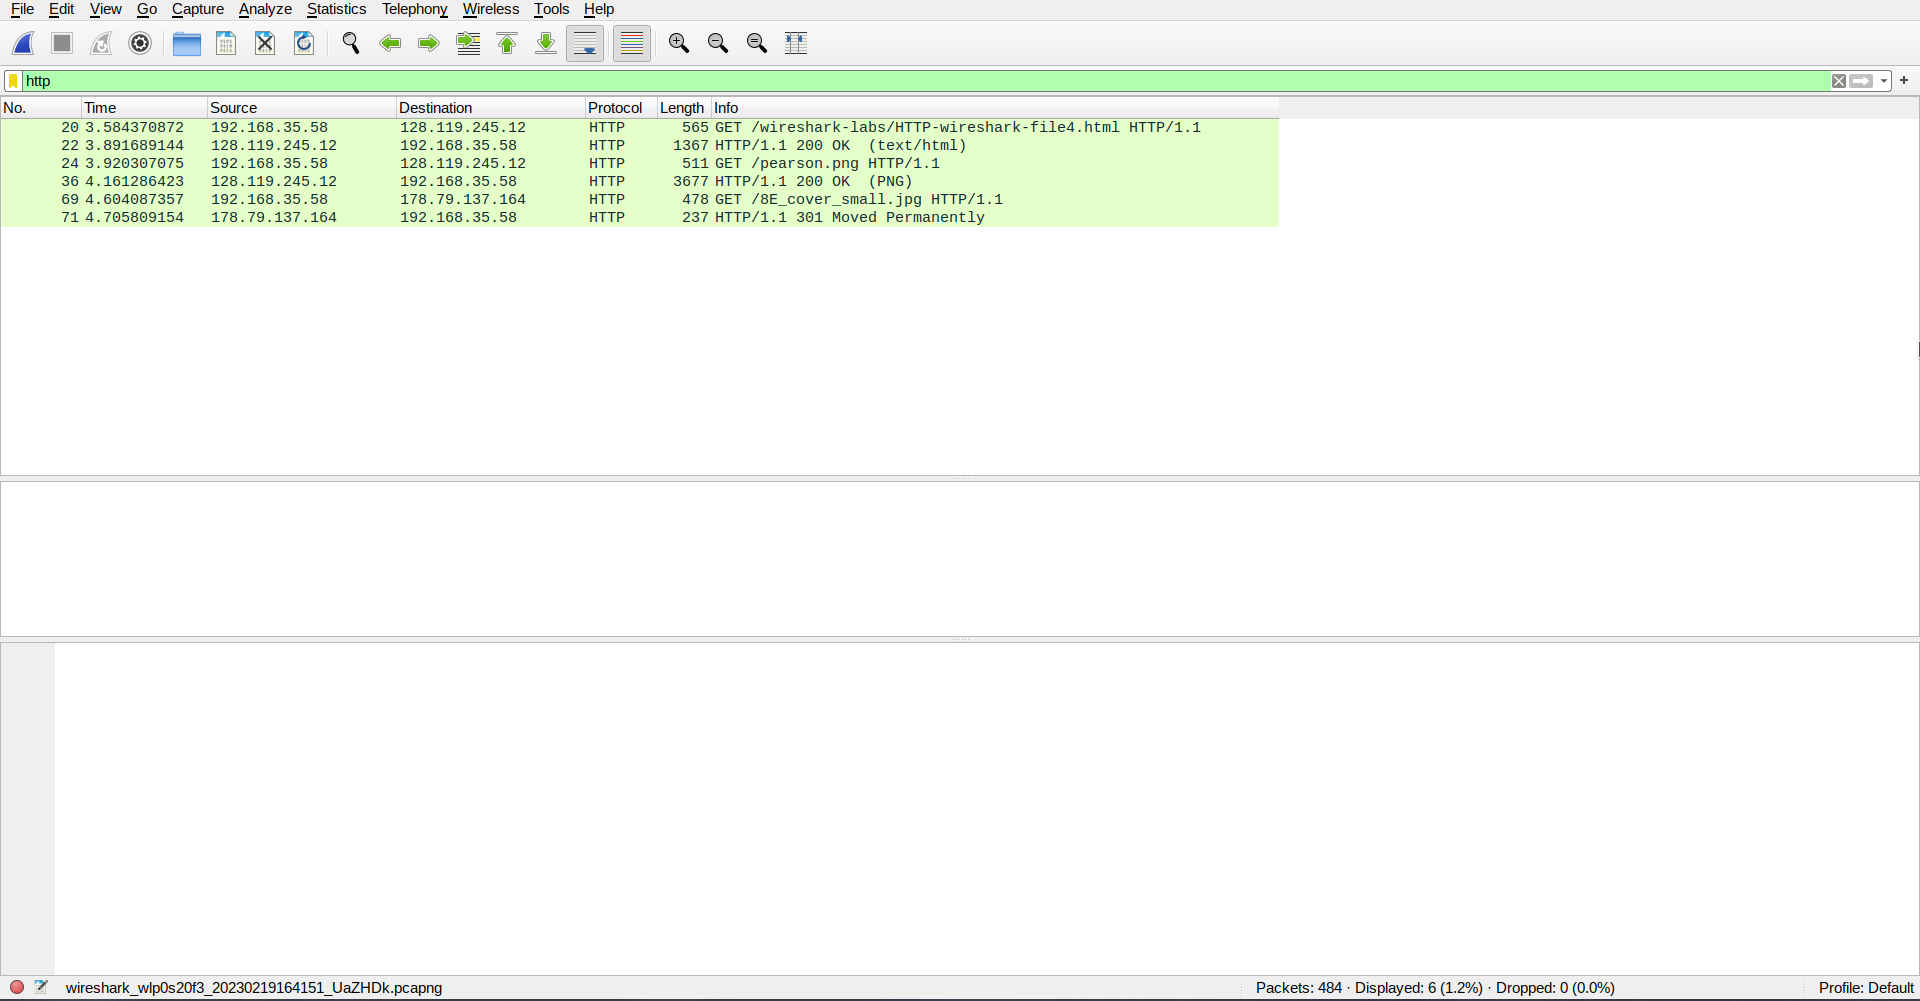 File Edit View Go Capture Analyze Statistics Telephony Wireless Tools Help
http
+
No. Time Source Destination Protocol Length Info
20 3.584370872 192.168.35.58 128.119.245.12 HTTP 565 GET /wireshark-labs/HTTP-wireshark-file4.html HTTP/1.1
22 3.891689144 128.119.245.12 192.168.35.58 HTTP 1367 HTTP/1.1 200 OK (text/html)
24 3.920307075 192.168.35.58 128.119.245.12 HTTP 511 GET /pearson.png HTTP/1.1
36 4.161286423 128.119.245.12 192.168.35.58 HTTP 3677 HTTP/1.1 200 OK (PNG)
69 4.604087357 192.168.35.58 178.79.137.164 HTTP 478 GET /8E_cover_small.jpg HTTP/1.1
71 4.705809154 178.79.137.164 192.168.35.58 HTTP 237 HTTP/1.1 301 Moved Permanently
wireshark_wlp0s20f3_20230219164151_UaZHDk.pcapng Packets: 484 · Displayed: 6 (1.2%) · Dropped: 0 (0.0%) Profile: Default